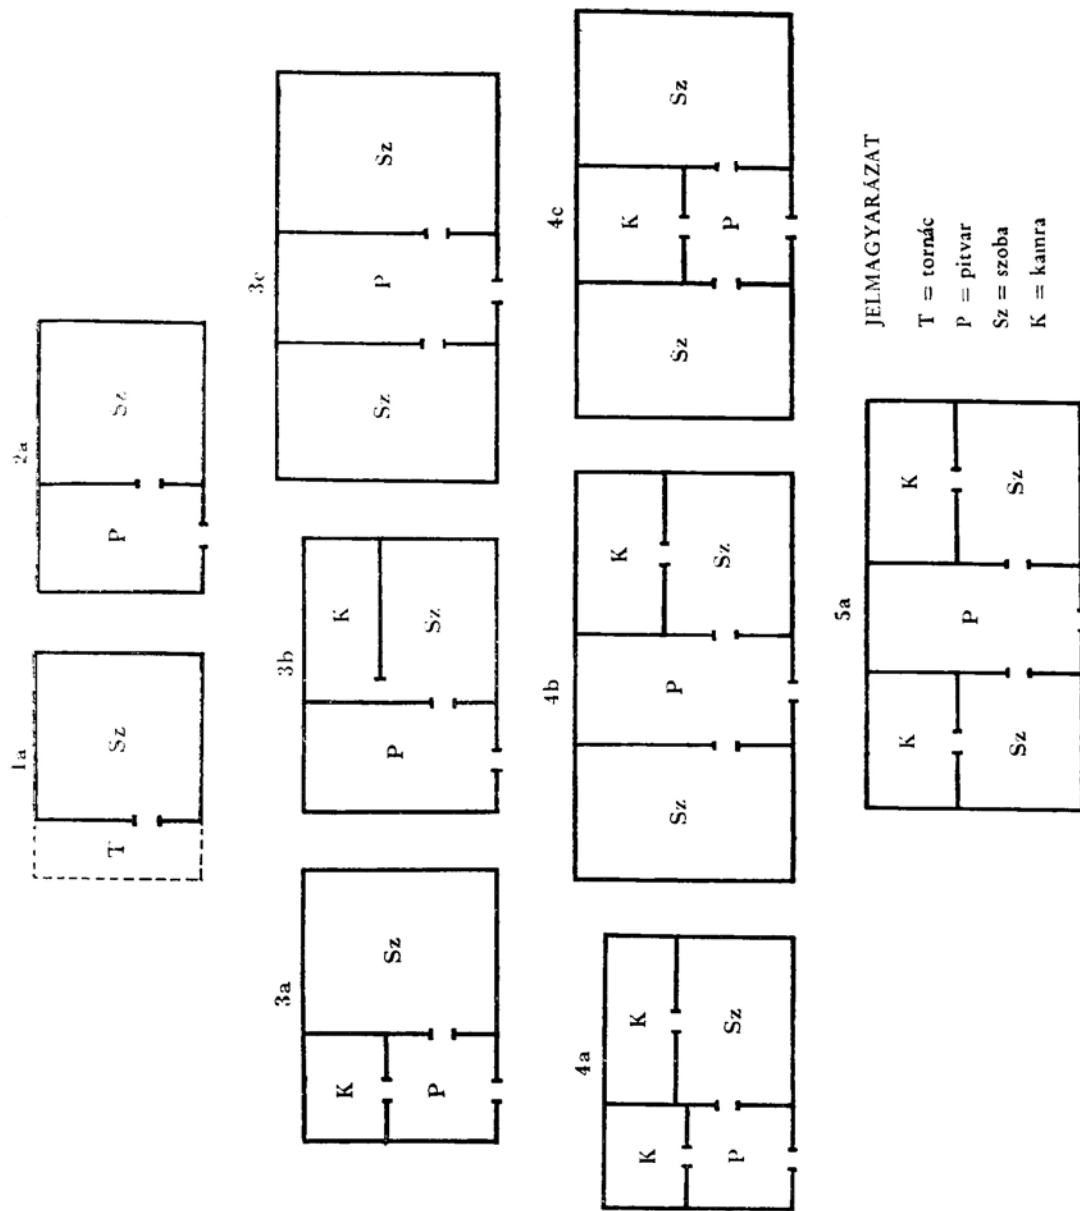 1a
T Sz
2a
P Sz
3a
K
Sz
P
3b
K
P Sz
3c
Sz P Sz
4a
K K
P Sz
4b
K
Sz P Sz
4c
K
Sz P Sz
5a
K K
Sz P Sz
JELMAGYARÁZAT
T = tornác
P = pitvar
Sz = szoba
K = kamra